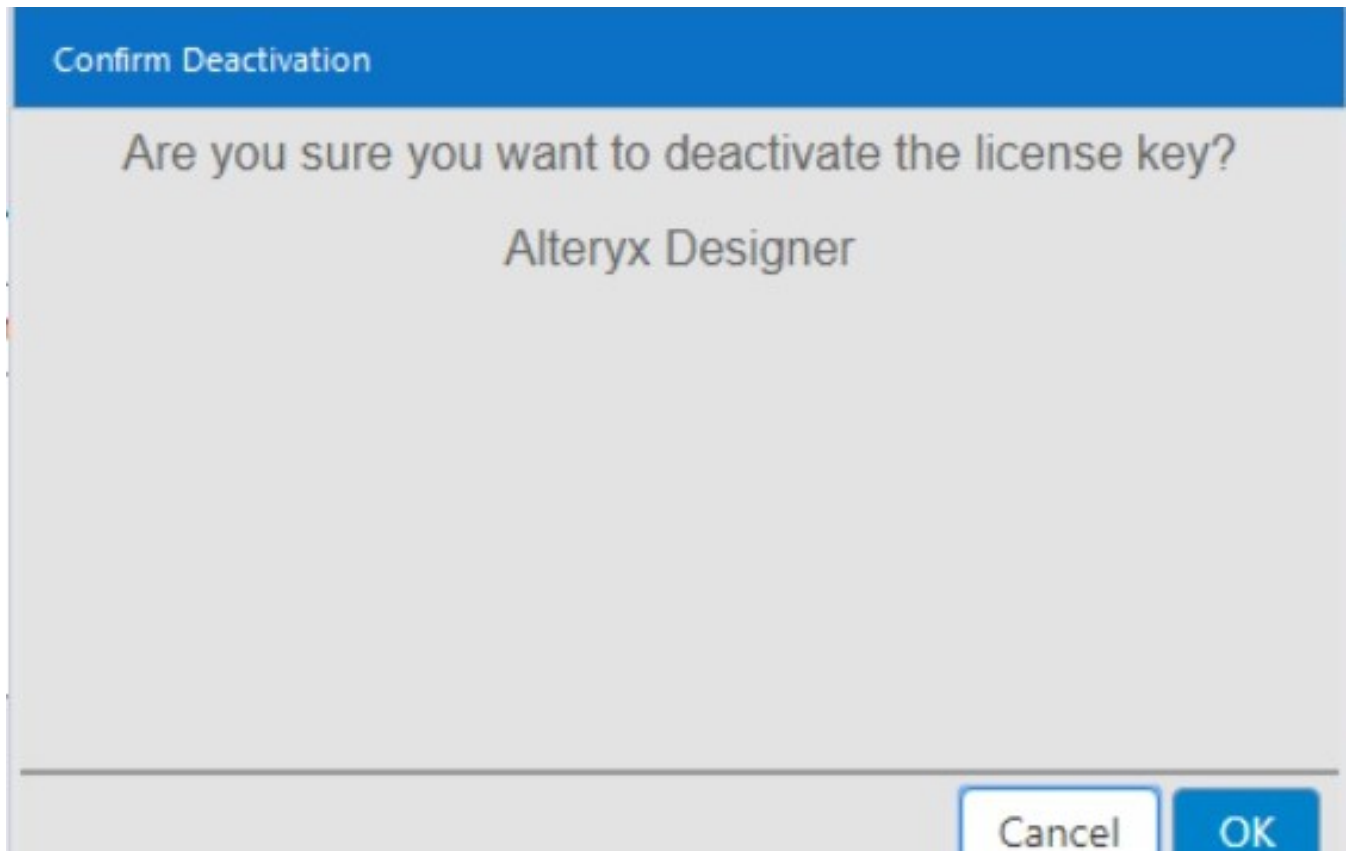 Confirm Deactivation
Are you sure you want to deactivate the license key?
Alteryx Designer
Cancel OK